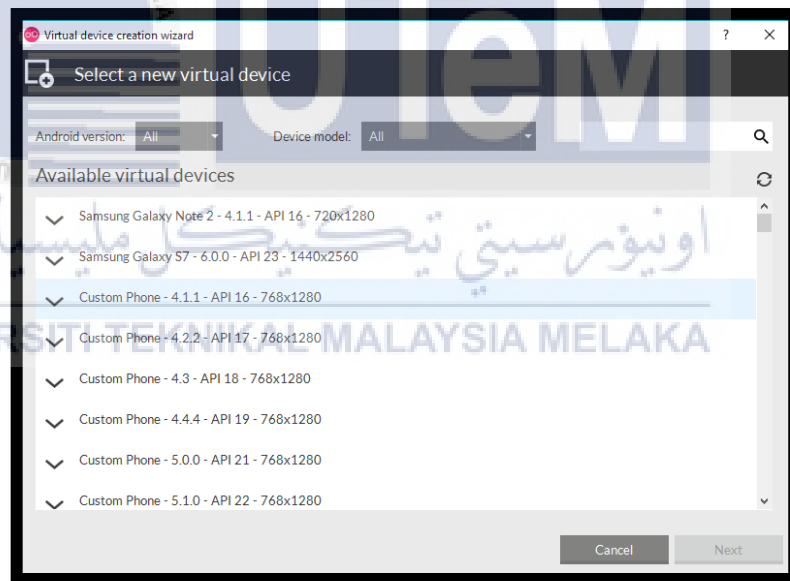 Virtual device creation wizard
?
Select a new virtual device
UTeM
Android version: All
Device model: All
Available virtual devices
Samsung Galaxy Note 2 - 4.1.1 - API 16 - 720x1280
Samsung Galaxy S7 - 6.0.0 - API 23 - 1440x2560
اونيۏرسيتي تيكنيكل مليسيا
Custom Phone - 4.1.1 - API 16 - 768x1280
RSITI TEKNIKAL MALAYSIA MELAKA
Custom Phone - 4.2.2 - API 17 - 768x1280
Custom Phone - 4.3 - API 18 - 768x1280
Custom Phone - 4.4.4 - API 19 - 768x1280
Custom Phone - 5.0.0 - API 21 - 768x1280
Custom Phone - 5.1.0 - API 22 - 768x1280
Cancel
Next